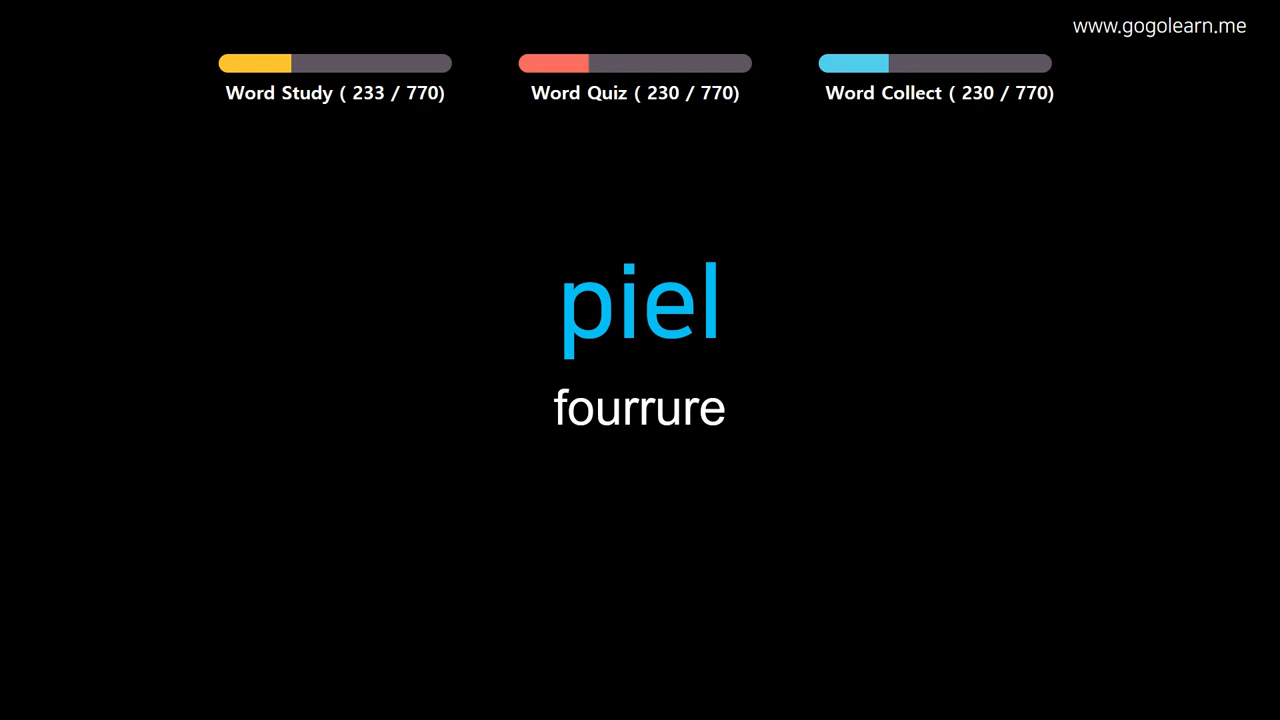 www.gogolearn.me
Word Study ( 233 / 770)
Word Quiz ( 230 / 770)
Word Collect ( 230 / 770)
piel
fourrure